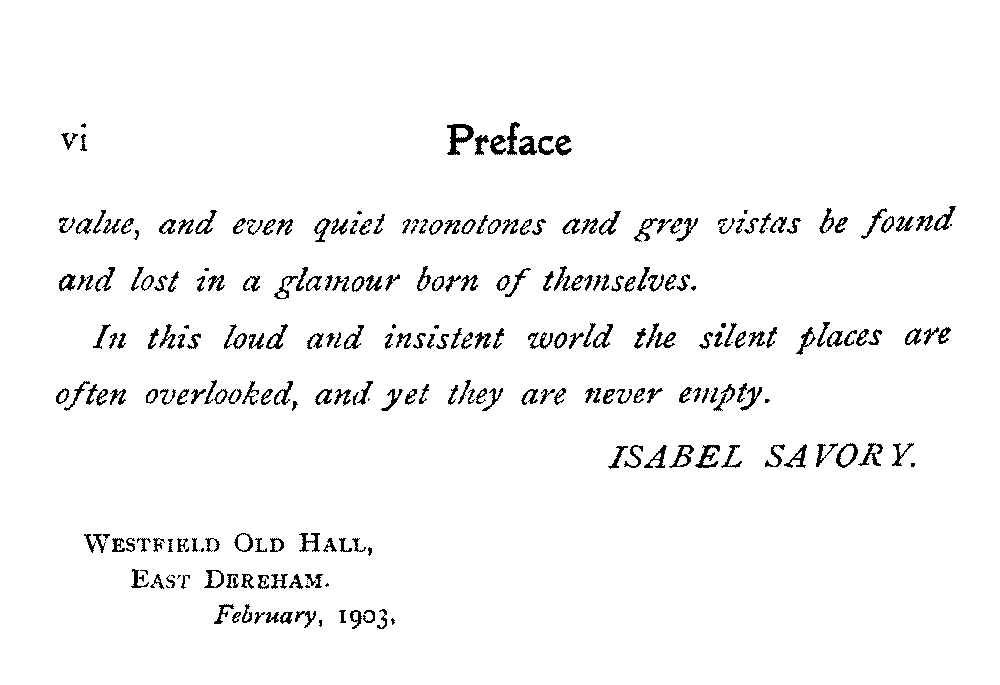 vi Preface
value, and even quiet monotones and grey vistas be found
and lost in a glamour born of themselves.
In this loud and insistent world the silent places are
often overlooked, and yet they are never empty.
ISABEL SAVORY.
WESTFIELD OLD HALL,
EAST DEREHAM.
February, 1903.